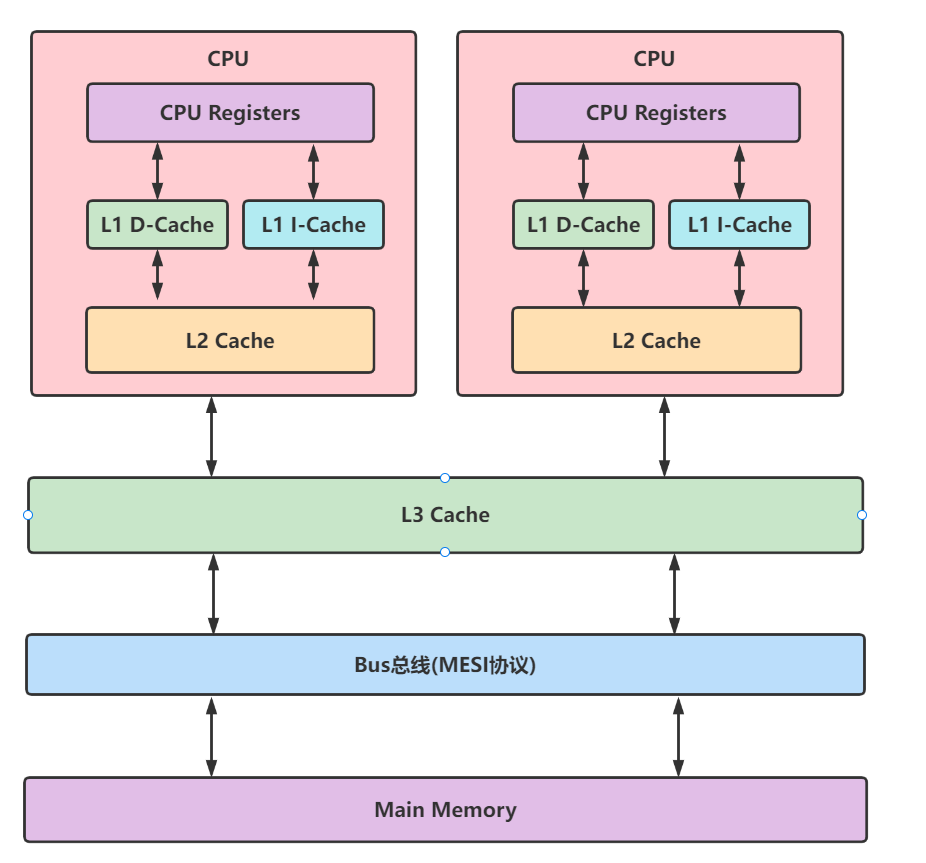 CPU
CPU
CPU Registers
CPU Registers
L1 D-Cache
L1 I-Cache
L1 D-Cache
L1 I-Cache
L2 Cache
L2 Cache
L3 Cache
Bus总线(MESI协议)
Main Memory